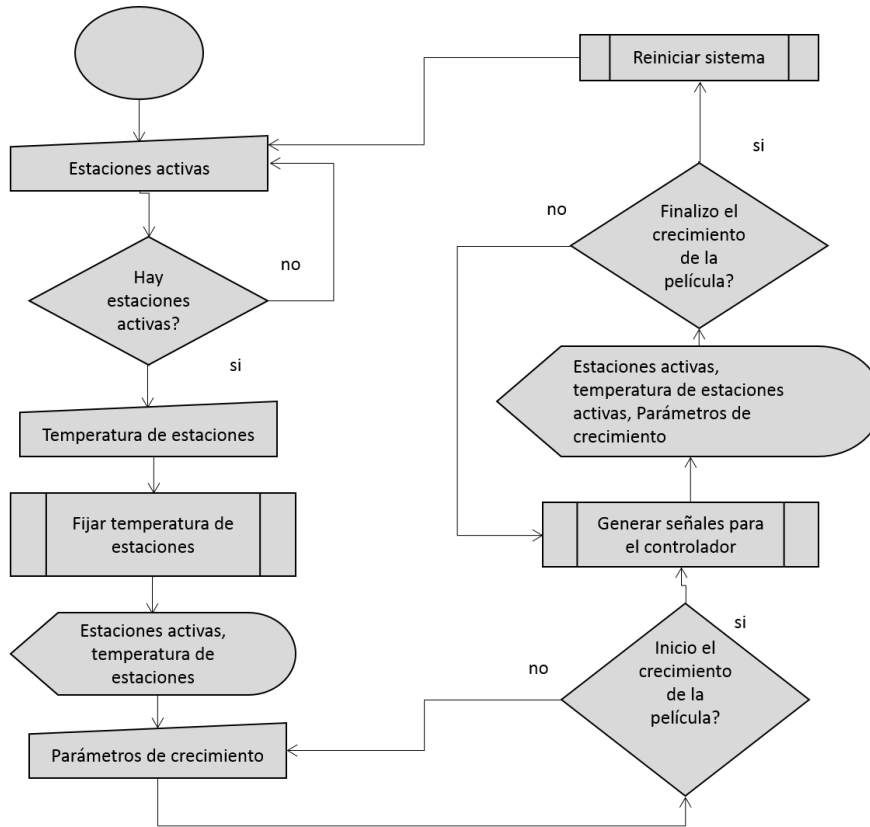 Estaciones activas
Hay
estaciones
activas?
no
si
Temperatura de estaciones
Fijar temperatura de
estaciones
Estaciones activas,
temperatura de
estaciones
Parámetros de crecimiento
Inicio el
crecimiento
de la
película?
no
si
Generar señales para
el controlador
Estaciones activas,
temperatura de estaciones
activas, Parámetros de
crecimiento
Finalizo el
crecimiento
de la
película?
no
si
Reiniciar sistema